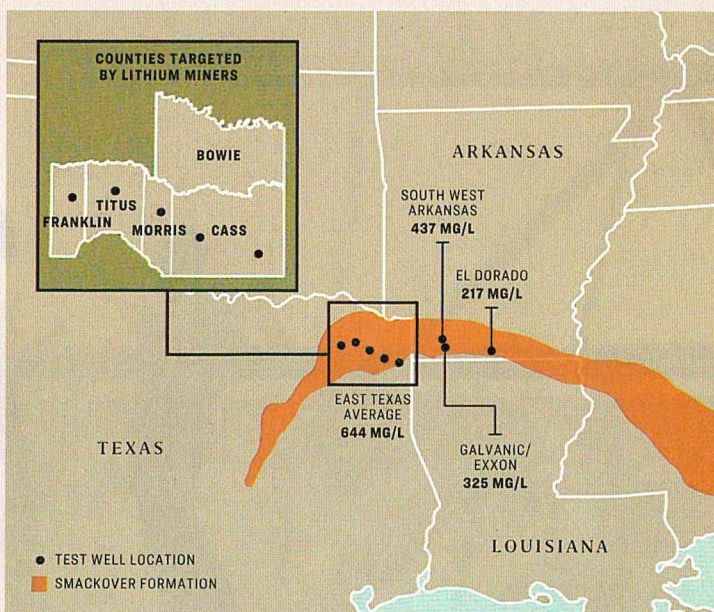 COUNTIES TARGETED
BY LITHIUM MINERS
BOWIE
TITUS
FRANKLIN
MORRIS
CASS
ARKANSAS
SOUTH WEST
ARKANSAS
437 MG/L
EL DORADO
217 MG/L
EAST TEXAS
AVERAGE
644 MG/L
GALVANIC/
EXXON
325 MG/L
TEXAS
LOUISIANA
TEST WELL LOCATION
SMACKOVER FORMATION